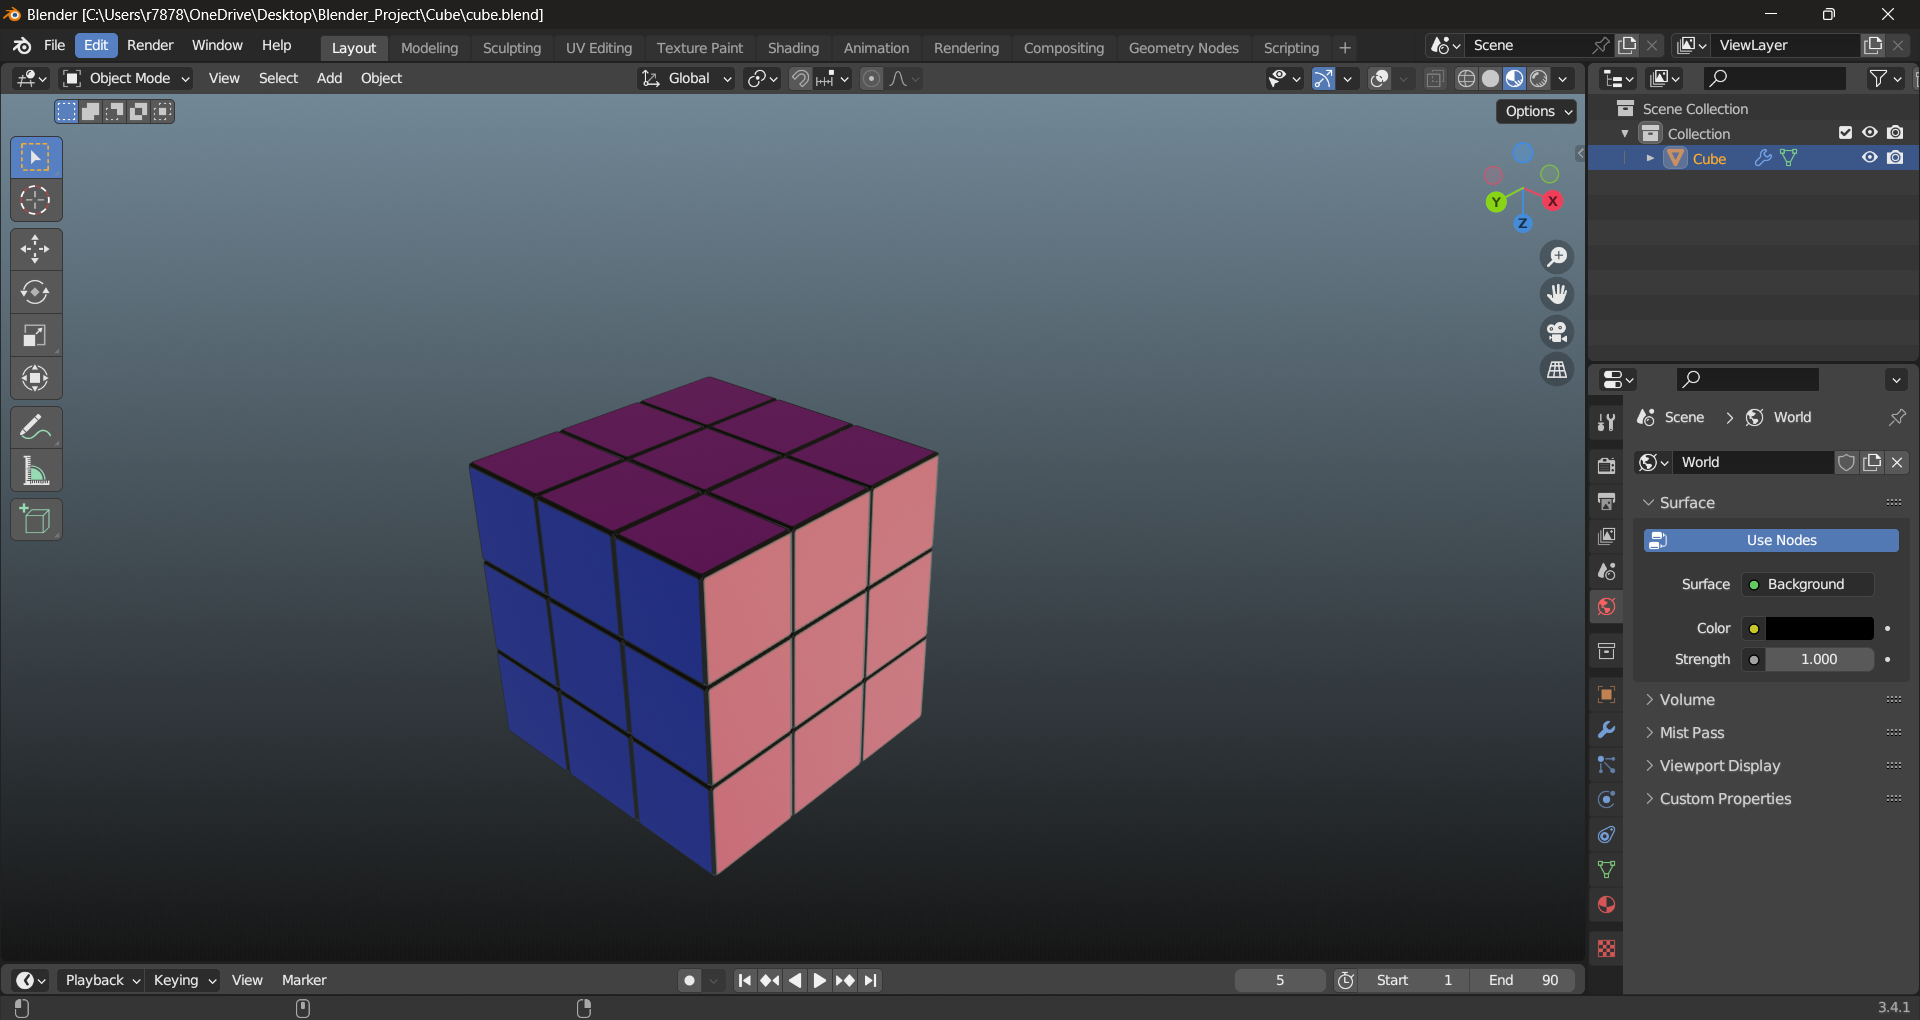 Blender [C:\Users\r7878\OneDrive\Desktop\Blender_Project\Cube\cube.blend]
File Edit Render Window Help Layout Modeling Sculpting UV Editing Texture Paint Shading Animation Rendering Compositing Geometry Nodes Scripting + Scene ViewLayer
Object Mode View Select Add Object Global
Options
Scene Collection
Collection
Cube
Y X
Z
Scene > World
World
Surface
Use Nodes
Surface Background
Color
Strength 1.000
Volume
Mist Pass
Viewport Display
Custom Properties
Playback Keying View Marker 5 Start 1 End 90
3.4.1